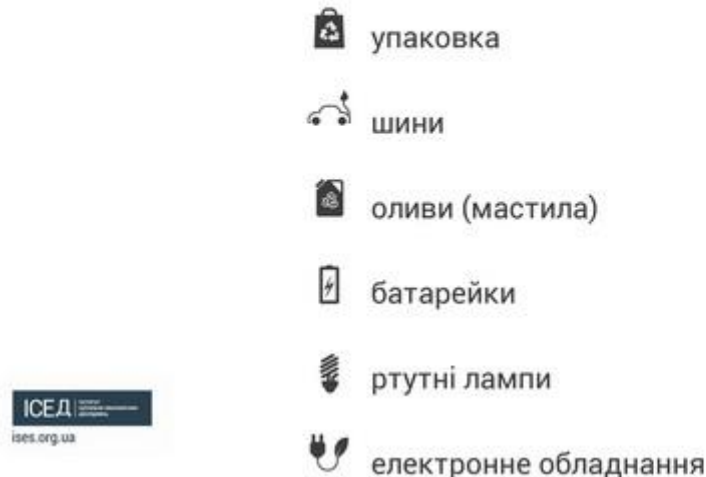 упаковка
шини
оливи (мастила)
батарейки
ртутні лампи
ІСЕД
ises.org.ua
електронне обладнання